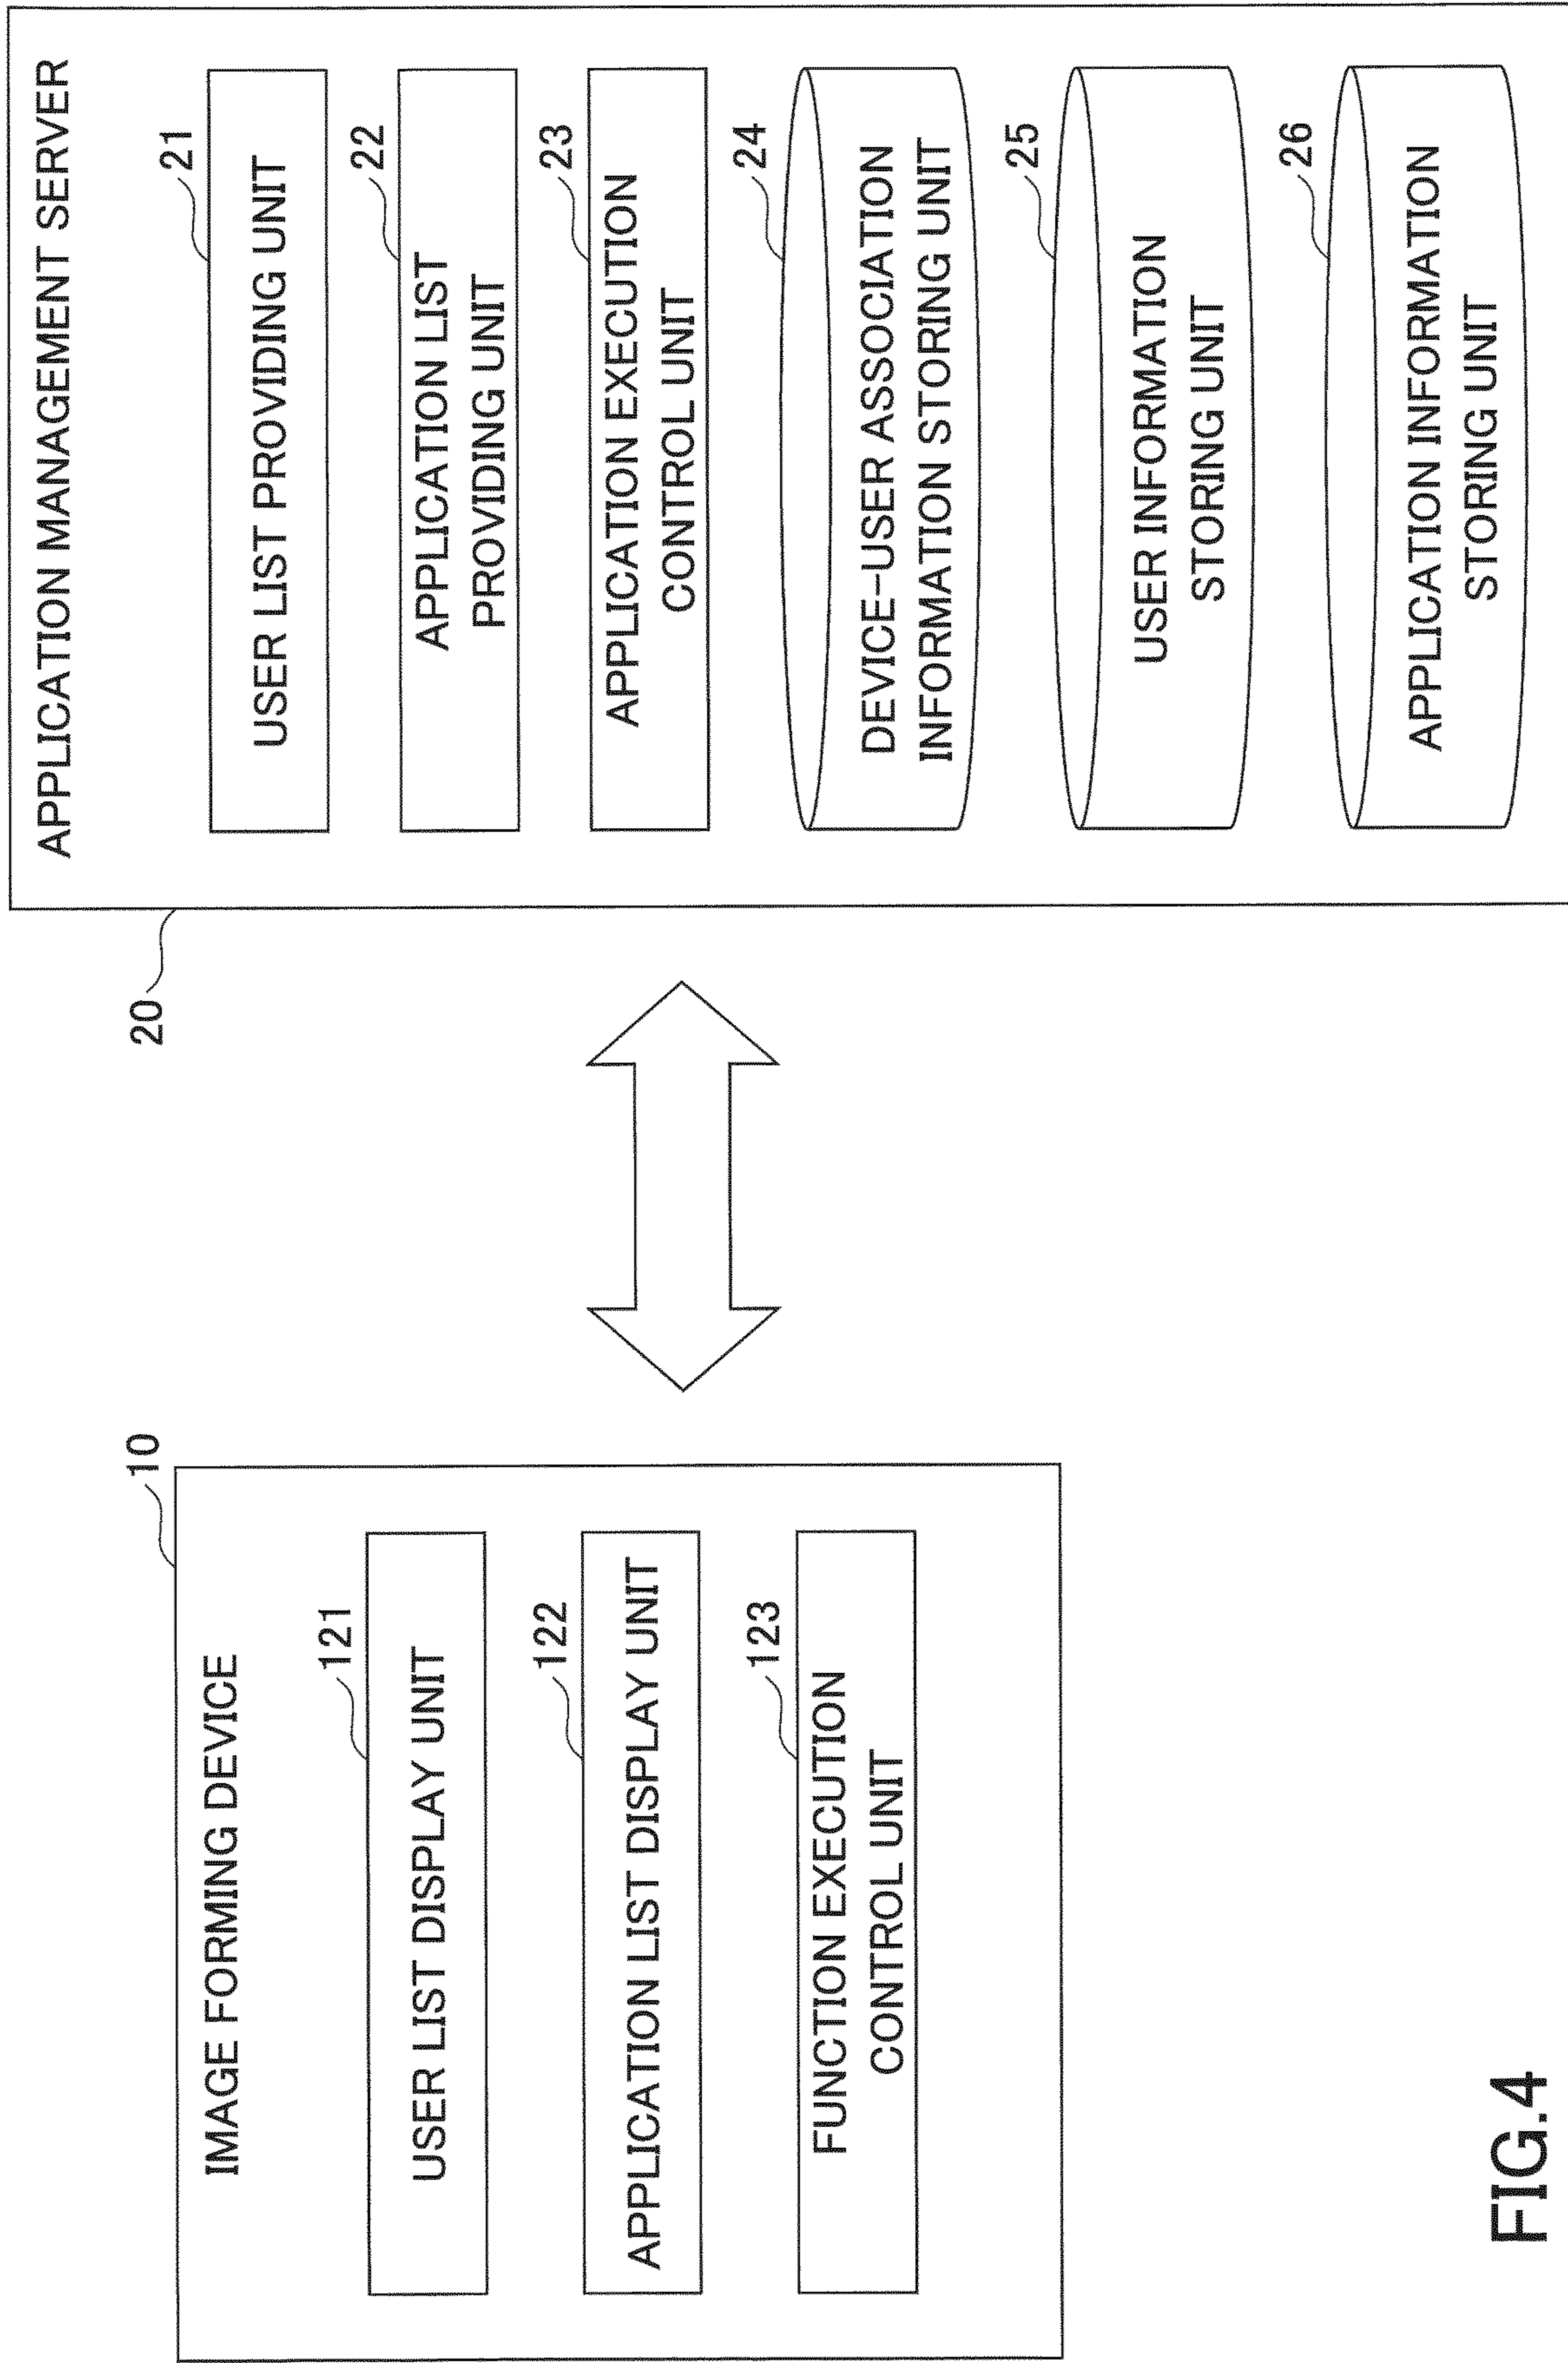 FIG.4
10
IMAGE FORMING DEVICE
121
USER LIST DISPLAY UNIT
122
APPLICATION LIST DISPLAY UNIT
123
FUNCTION EXECUTION
CONTROL UNIT
20
APPLICATION MANAGEMENT SERVER
21
USER LIST PROVIDING UNIT
22
APPLICATION LIST
PROVIDING UNIT
23
APPLICATION EXECUTION
CONTROL UNIT
24
DEVICE-USER ASSOCIATION
INFORMATION STORING UNIT
25
USER INFORMATION
STORING UNIT
26
APPLICATION INFORMATION
STORING UNIT